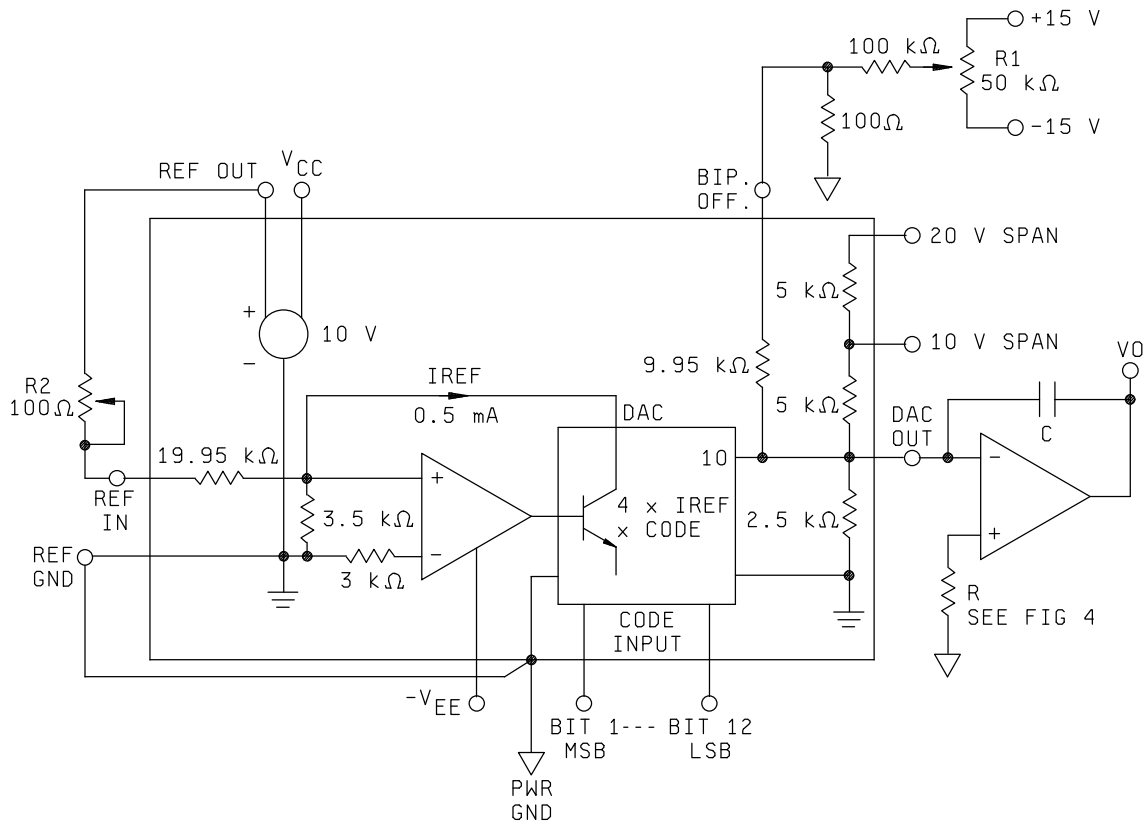 +15 V
100 kΩ
R1
50 kΩ
100Ω
-15 V
REF OUT
VCC
BIP.
OFF.
20 V SPAN
5 kΩ
+
10 V
-
10 V SPAN
VO
9.95 kΩ
IREF
R2
100Ω
0.5 mA
5 kΩ
DAC
DAC
OUT
C
19.95 kΩ
IO
+
-
REF
IN
3.5 kΩ
4 x IREF
x CODE
2.5 kΩ
+
REF
GND
-
3 kΩ
R
SEE FIG 4
CODE
INPUT
-VEE
BIT 1--- BIT 12
MSB
LSB
PWR
GND